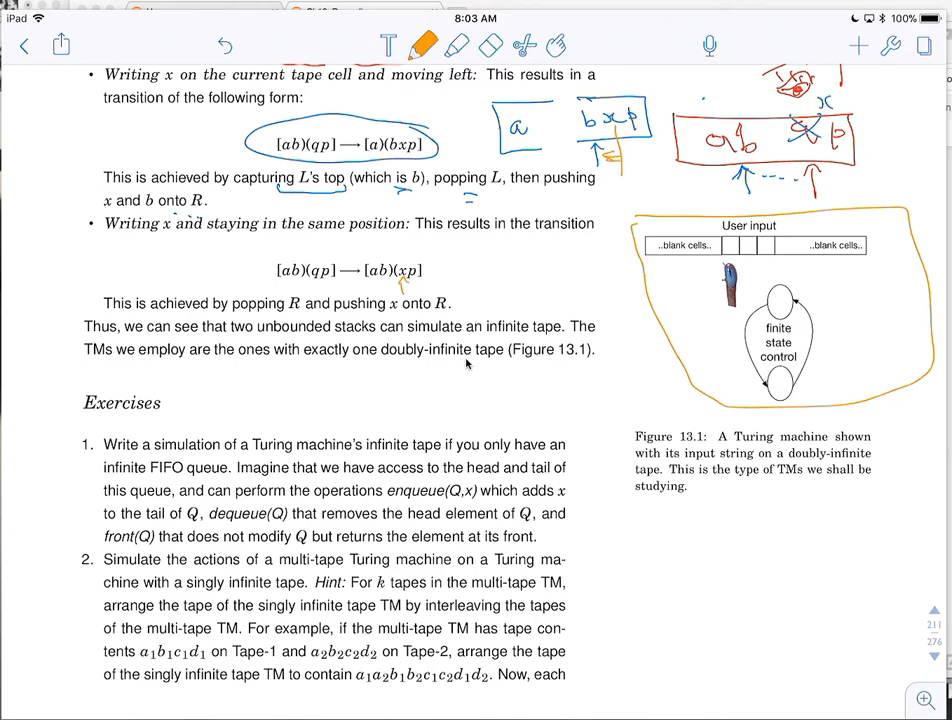 iPad
8:03 AM
100%
T
• Writing x on the current tape cell and moving left: This results in a
transition of the following form:
[ab)(qp] ⟶ [a)(bxp]
a
b x p
x
a b q p
This is achieved by capturing L's top (which is b), popping L, then pushing
x and b onto R.
• Writing x and staying in the same position: This results in the transition
[ab)(qp] ⟶ [ab)(xp]
This is achieved by popping R and pushing x onto R.
Thus, we can see that two unbounded stacks can simulate an infinite tape. The
TMs we employ are the ones with exactly one doubly-infinite tape (Figure 13.1).
User input
..blank cells.. ..blank cells..
finite
state
control
Figure 13.1: A Turing machine shown
with its input string on a doubly-infinite
tape. This is the type of TMs we shall be
studying.
Exercises
1. Write a simulation of a Turing machine's infinite tape if you only have an
infinite FIFO queue. Imagine that we have access to the head and tail of
this queue, and can perform the operations enqueue(Q,x) which adds x
to the tail of Q, dequeue(Q) that removes the head element of Q, and
front(Q) that does not modify Q but returns the element at its front.
2. Simulate the actions of a multi-tape Turing machine on a Turing ma-
chine with a singly infinite tape. Hint: For k tapes in the multi-tape TM,
arrange the tape of the singly infinite tape TM by interleaving the tapes
of the multi-tape TM. For example, if the multi-tape TM has tape con-
tents a₁b₁c₁d₁ on Tape-1 and a₂b₂c₂d₂ on Tape-2, arrange the tape
of the singly infinite tape TM to contain a₁a₂b₁b₂c₁c₂d₁d₂. Now, each
211
276